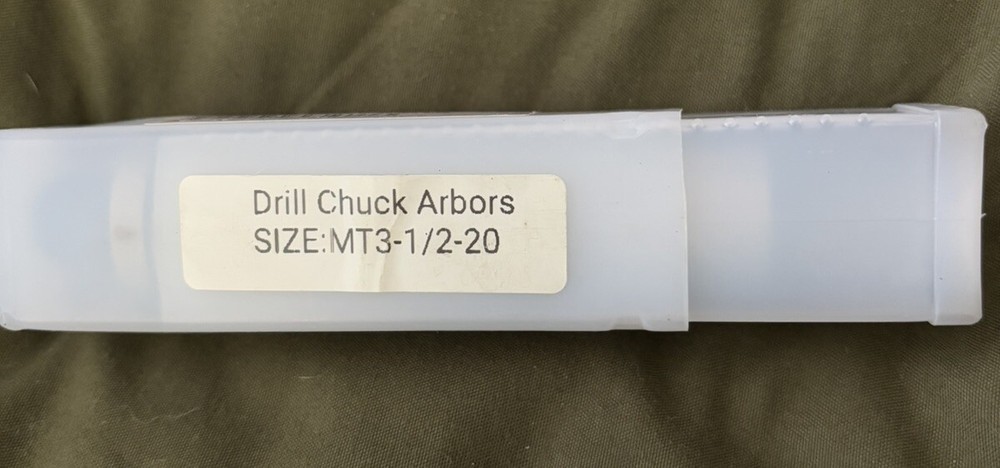 Drill Chuck Arbors
SIZE:MT3-1/2-20